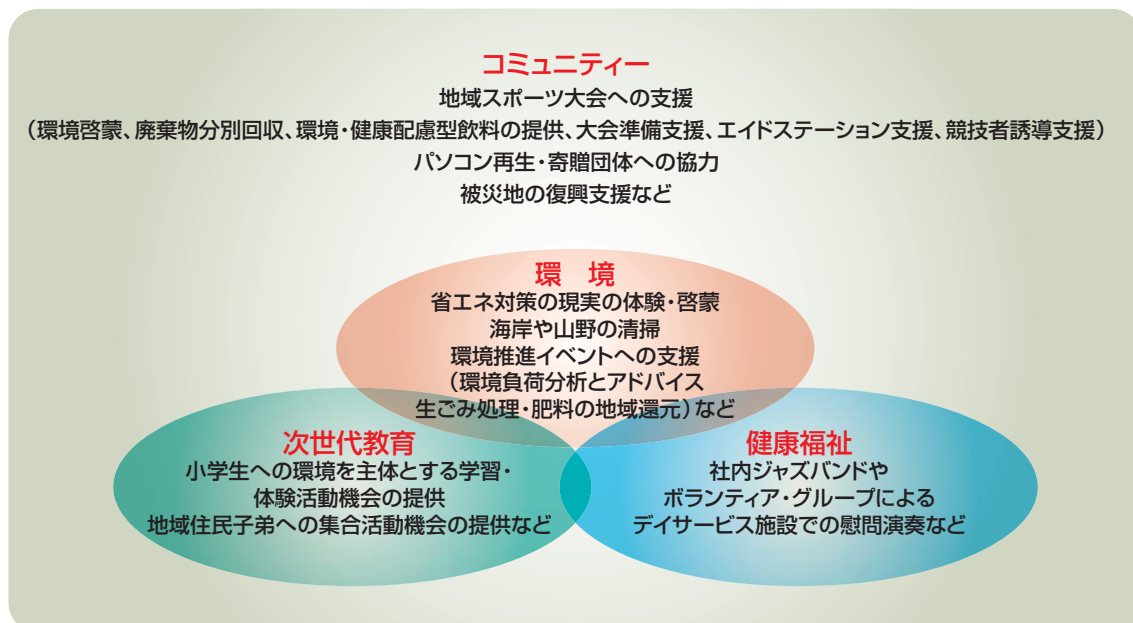 コミュニティー
地域スポーツ大会への支援
（環境啓蒙、廃棄物分別回収、環境・健康配慮型飲料の提供、大会準備支援、エイドステーション支援、競技者誘導支援）
パソコン再生・寄贈団体への協力
被災地の復興支援など
環　境
省エネ対策の現実の体験・啓蒙
海岸や山野の清掃
環境推進イベントへの支援
（環境負荷分析とアドバイス
生ごみ処理・肥料の地域還元）など
次世代教育
小学生への環境を主体とする学習・
体験活動機会の提供
地域住民子弟への集合活動機会の提供など
健康福祉
社内ジャズバンドや
ボランティア・グループによる
デイサービス施設での慰問演奏など